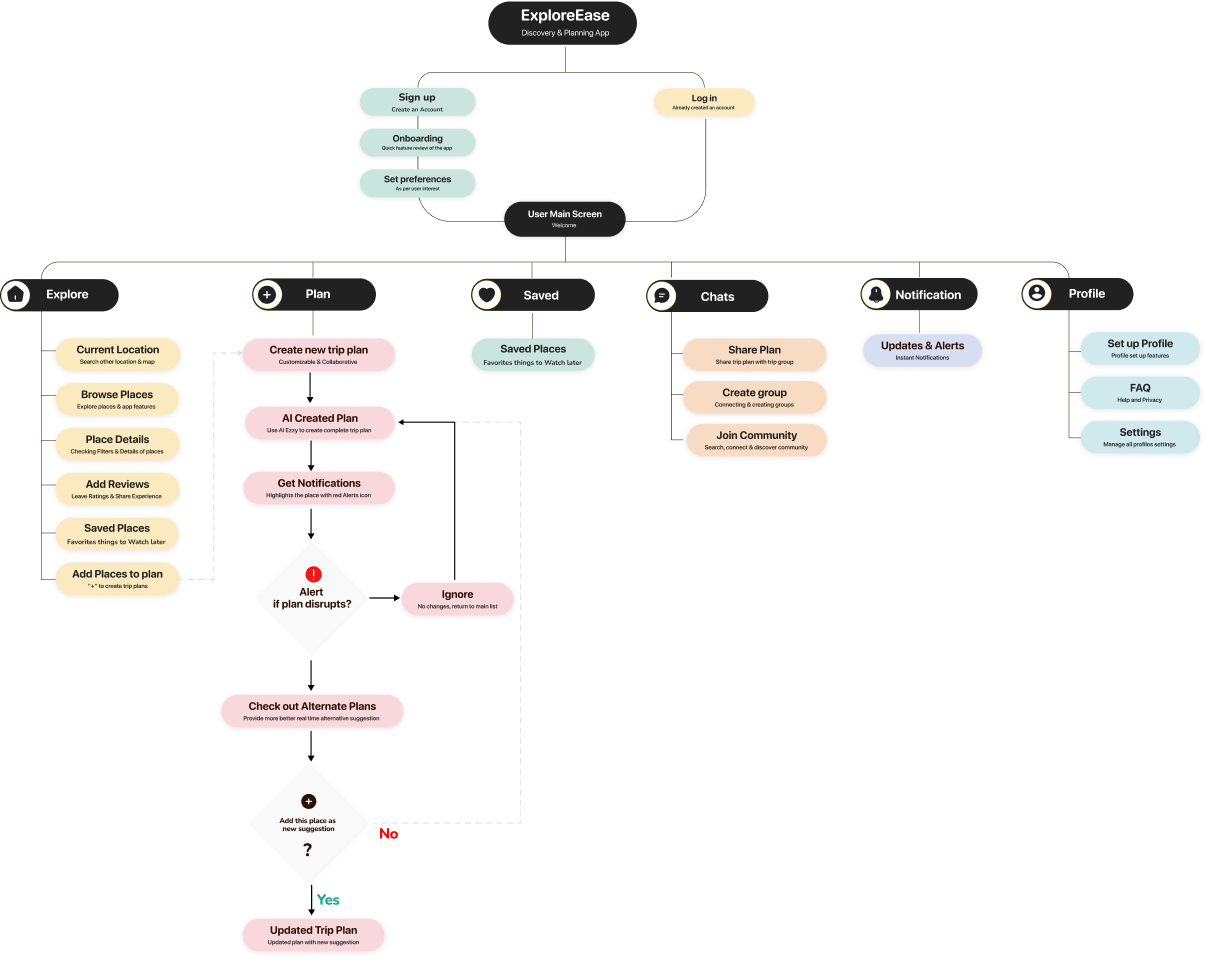 ExploreEase
Discovery & Planning App
Sign up
Create an Account
Log in
Already created an account
Onboarding
Quick feature review of the app
Set preferences
As per user interest
User Main Screen
Welcome
Explore
Plan
Saved
Chats
Notification
Profile
Current Location
Search other location & map
Browse Places
Explore places & app features
Place Details
Checking Filters & Details of places
Add Reviews
Leave Ratings & Share Experience
Saved Places
Favorites things to Watch later
Add Places to plan
"+" to create trip plans
Create new trip plan
Customizable & Collaborative
AI Created Plan
Use AI Ezzy to create complete trip plan
Get Notifications
Highlights the place with red Alerts icon
Alert
if plan disrupts?
Ignore
No changes, return to main list
Check out Alternate Plans
Provide more better real time alternative suggestion
Add this place as
new suggestion
?
No
Yes
Updated Trip Plan
Updated plan with new suggestion
Saved Places
Favorites things to Watch later
Share Plan
Share trip plan with trip group
Create group
Connecting & creating groups
Join Community
Search, connect & discover community
Updates & Alerts
Instant Notifications
Set up Profile
Profile set up features
FAQ
Help and Privacy
Settings
Manage all profiles settings